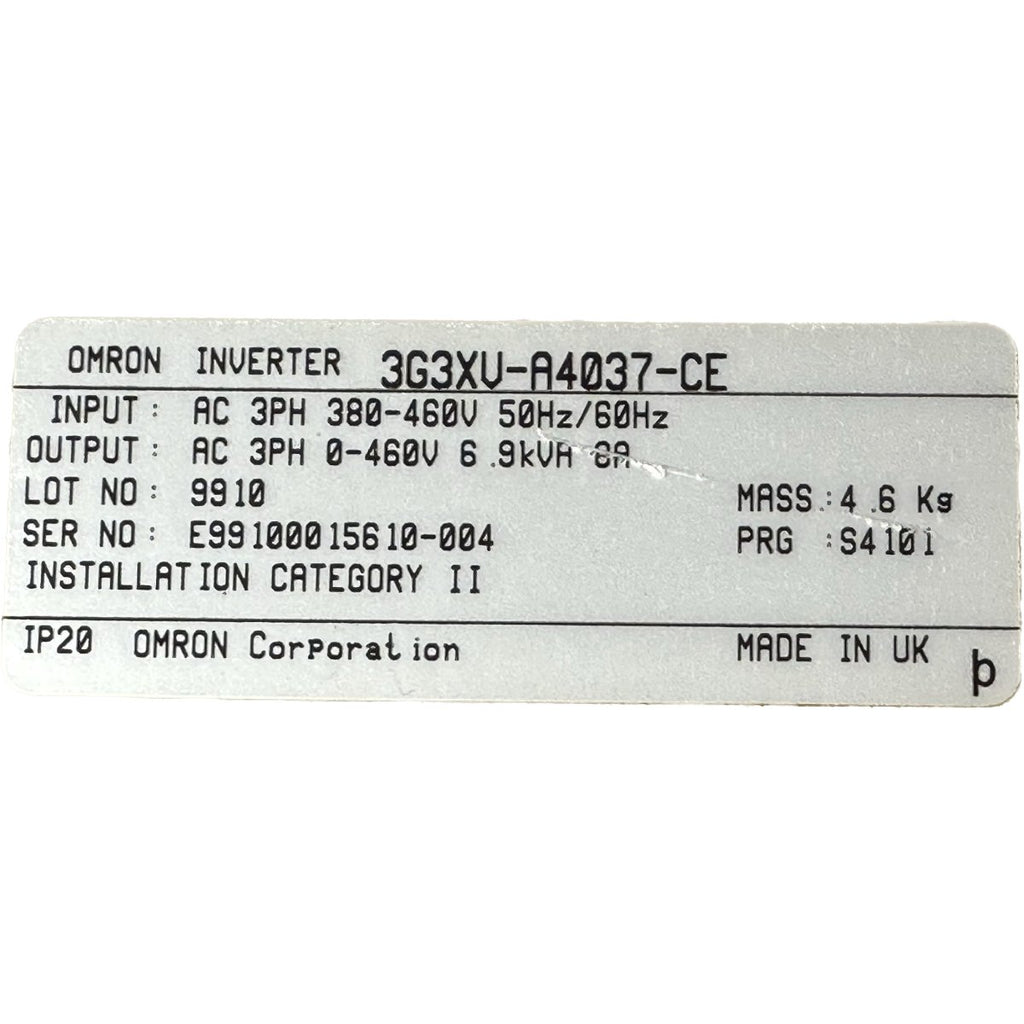 OMRON INVERTER 3G3XV-A4037-CE
INPUT : AC 3PH 380-460V 50Hz/60Hz
OUTPUT : AC 3PH 0-460V 6.9kVA 8A
LOT NO : 9910
MASS : 4.6 Kg
SER NO : E99100015610-004
PRG : S4101
INSTALLATION CATEGORY II
IP20 OMRON Corporation
MADE IN UK
þ